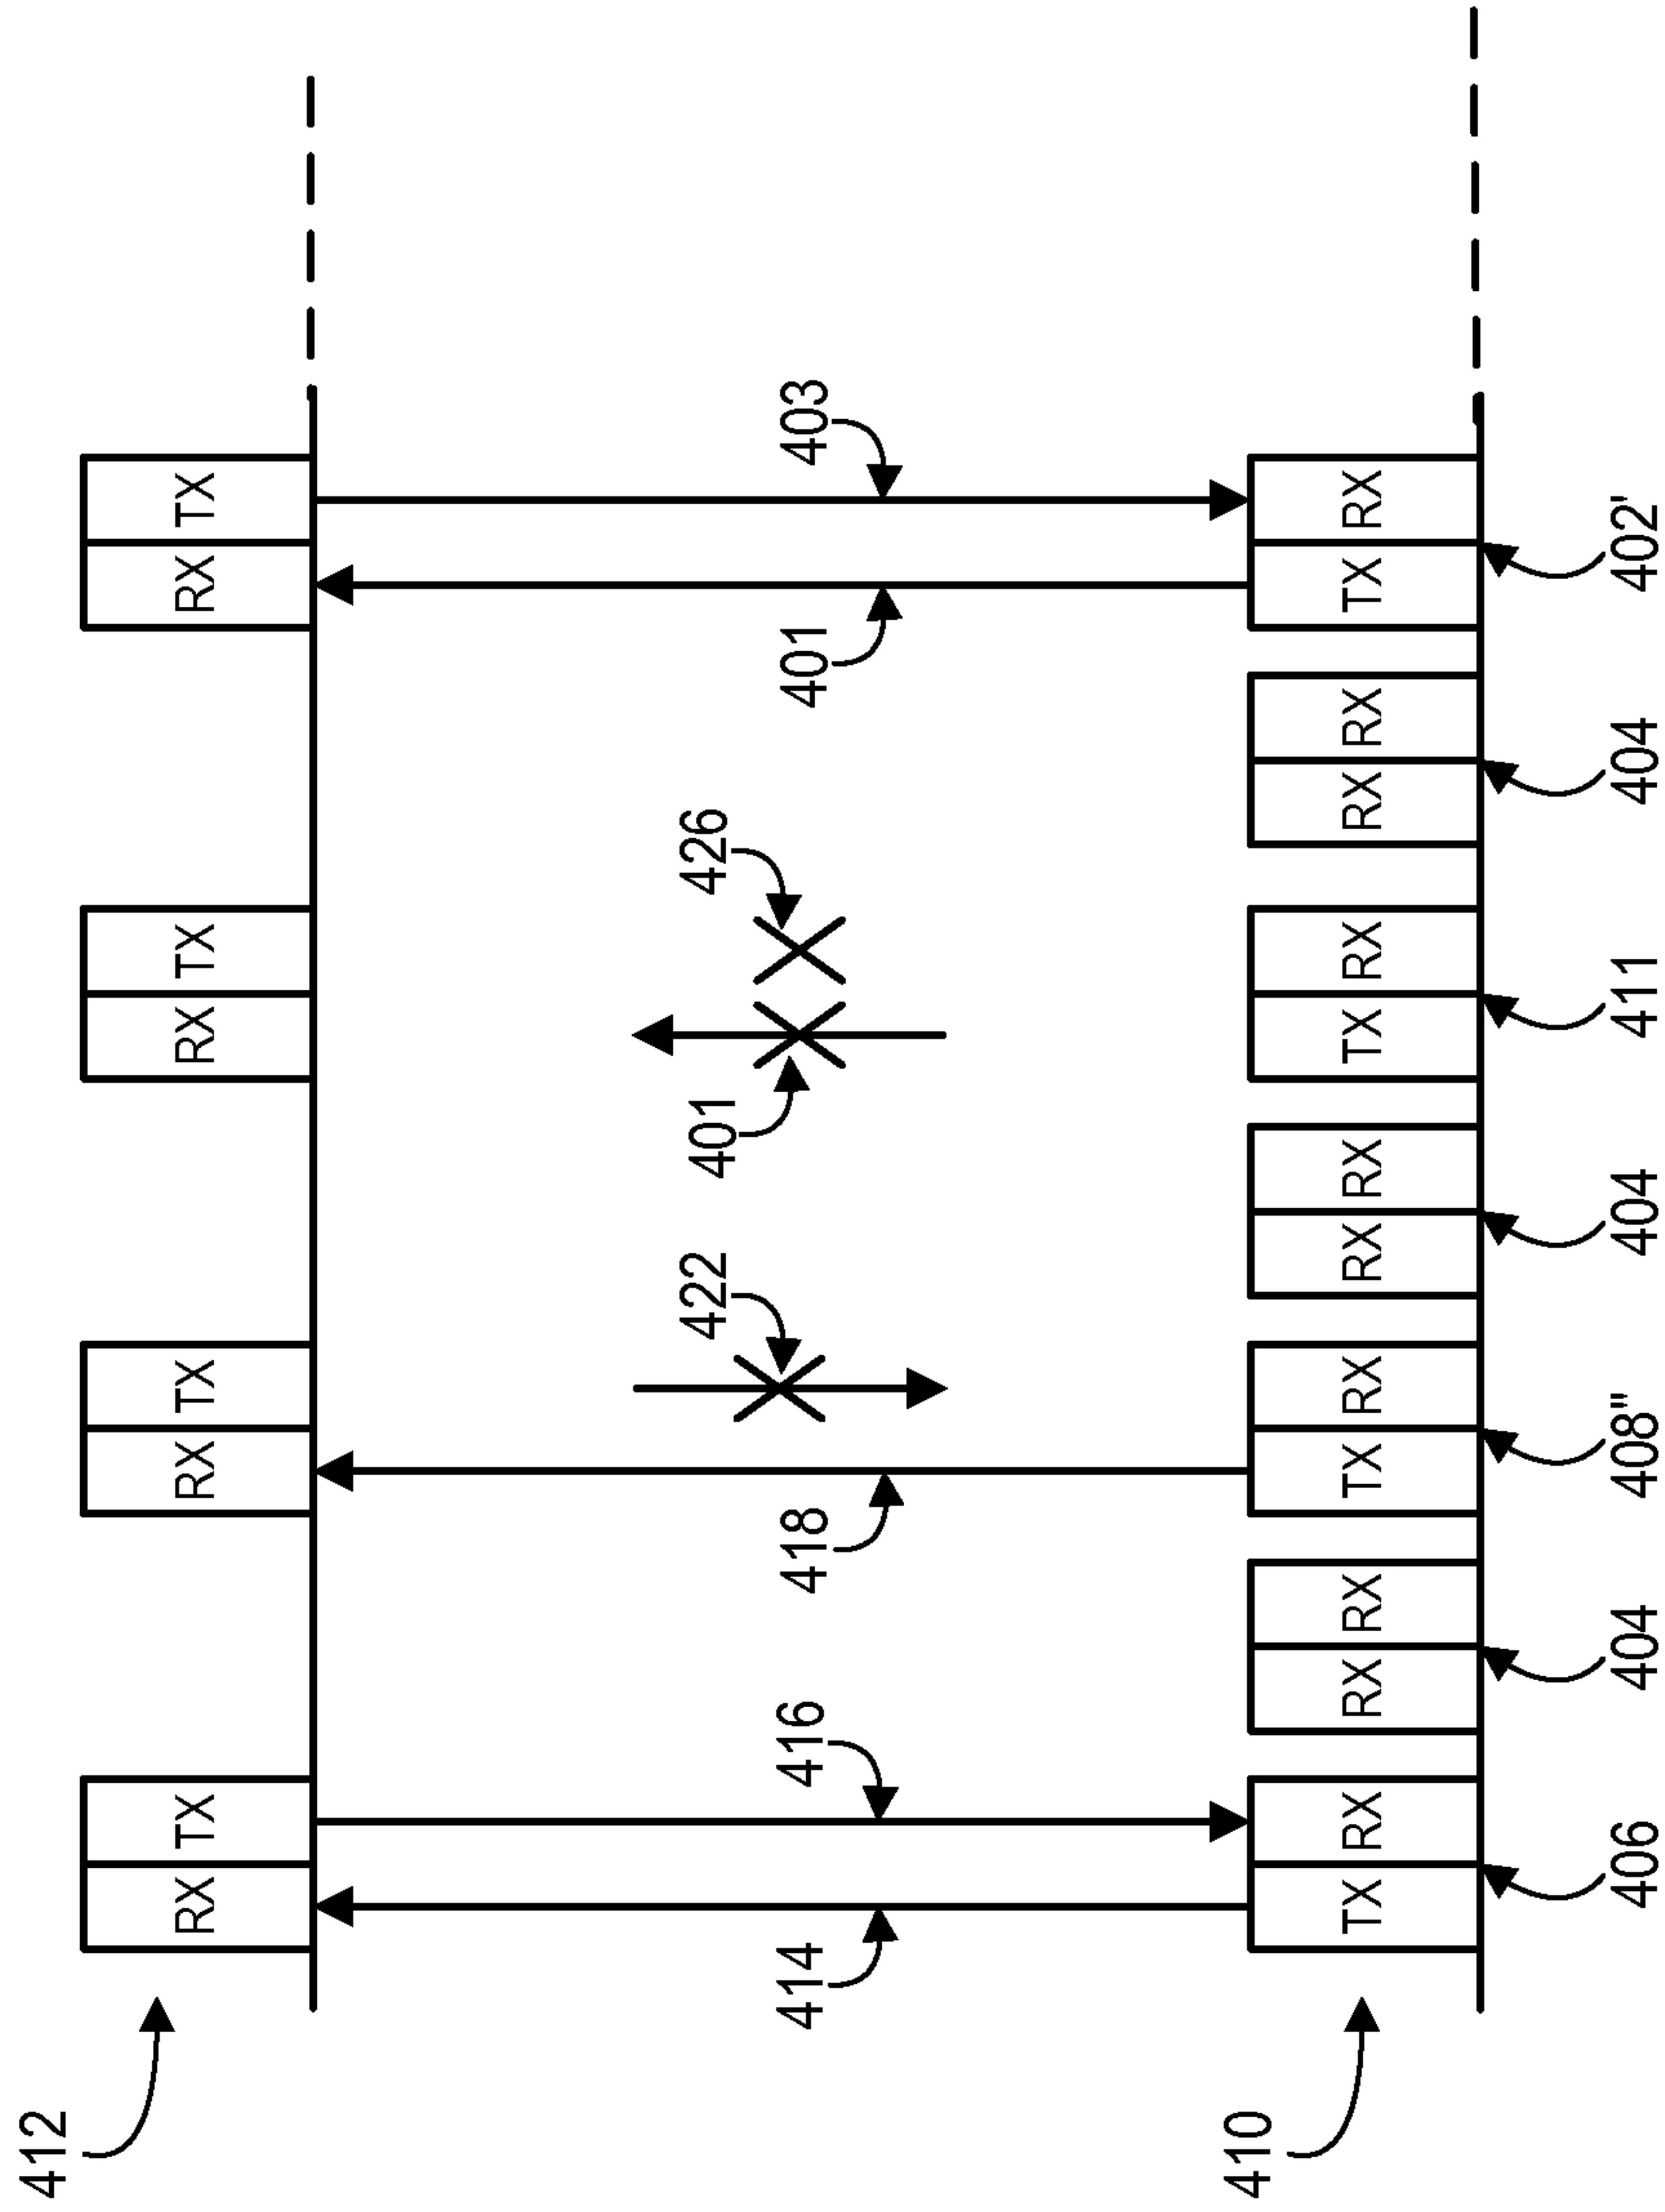 412
RX TX RX TX RX TX RX TX
422 401 426
414 416 418 401 403
410
TX RX RX RX TX RX RX RX TX RX RX RX TX RX
406 404 408" 404 411 404 402'